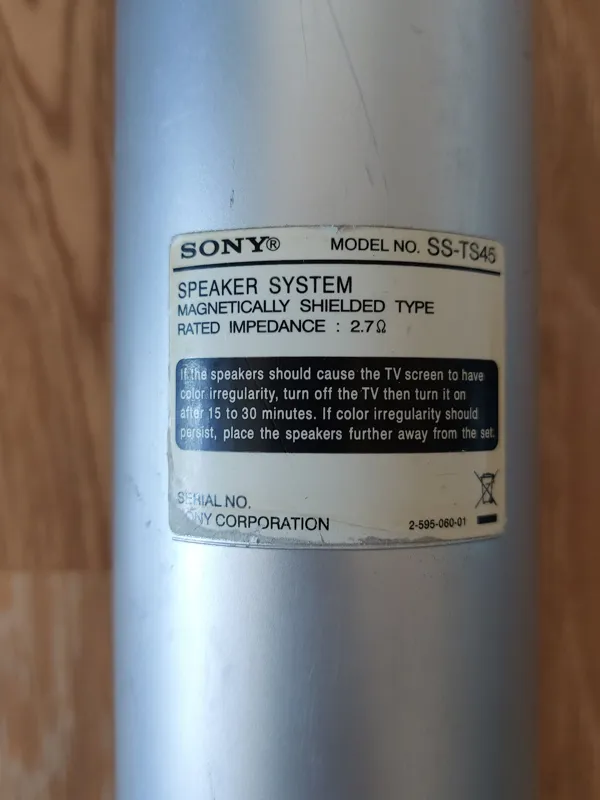 SONY® MODEL NO. SS-TS45
SPEAKER SYSTEM
MAGNETICALLY SHIELDED TYPE
RATED IMPEDANCE : 2.7Ω
If the speakers should cause the TV screen to have
color irregularity, turn off the TV then turn it on
after 15 to 30 minutes. If color irregularity should
persist, place the speakers further away from the set.
SERIAL NO.
SONY CORPORATION 2-595-060-01